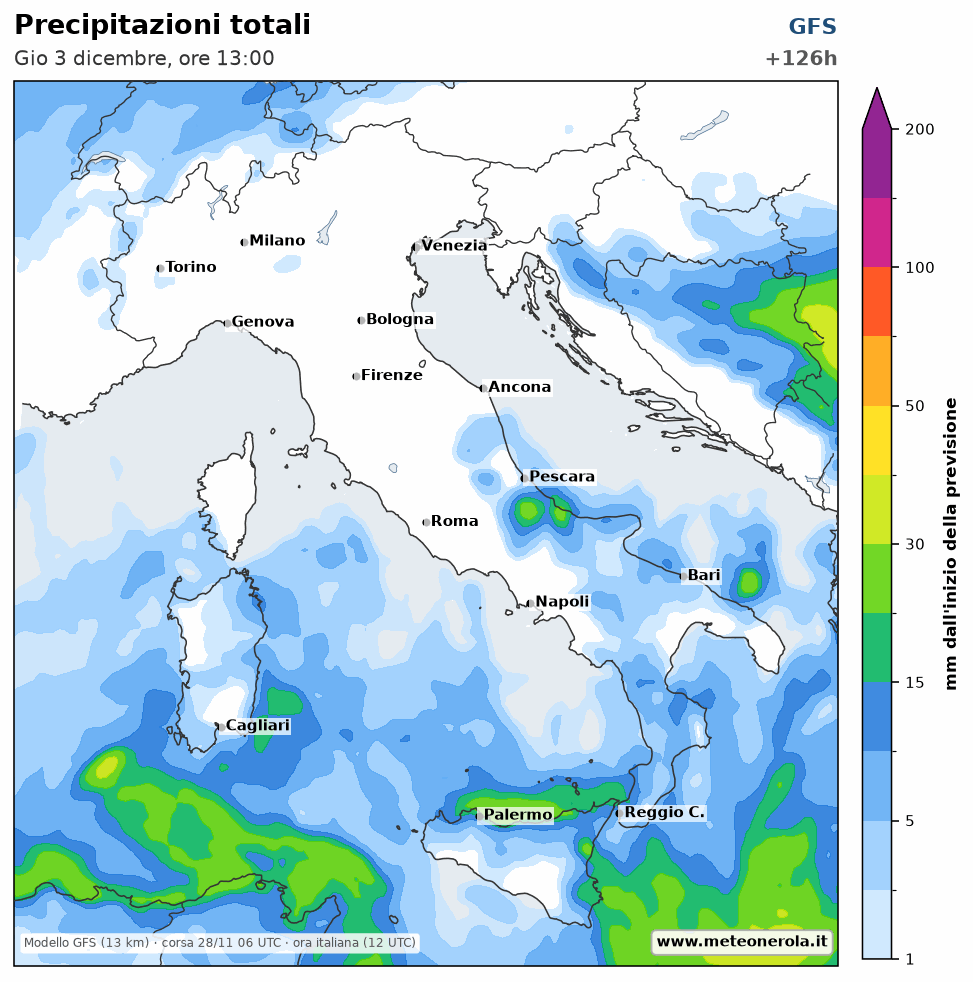 Precipitazioni totali
GFS
Gio 3 dicembre, ore 13:00
+126h
Milano
Venezia
Torino
Genova
Bologna
Firenze
Ancona
Pescara
Roma
Bari
Napoli
Cagliari
Palermo
Reggio C.
200
100
50
30
15
5
1
mm dall'inizio della previsione
Modello GFS (13 km) · corsa 28/11 06 UTC · ora italiana (12 UTC)
www.meteonerola.it